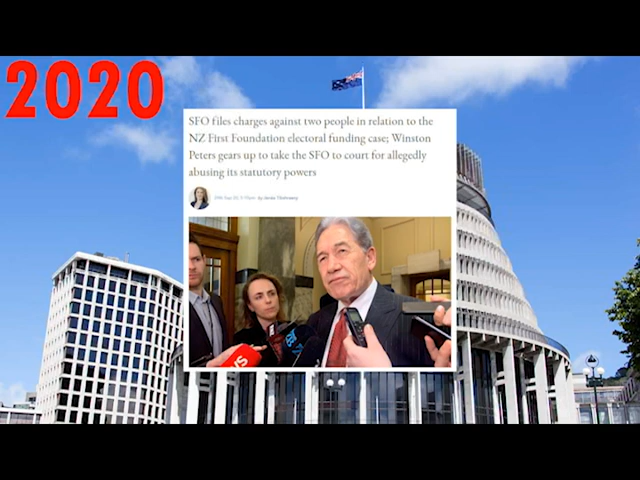 2020
SFO files charges against two people in relation to the
NZ First Foundation electoral funding case; Winston
Peters gears up to take the SFO to court for allegedly
abusing its statutory powers